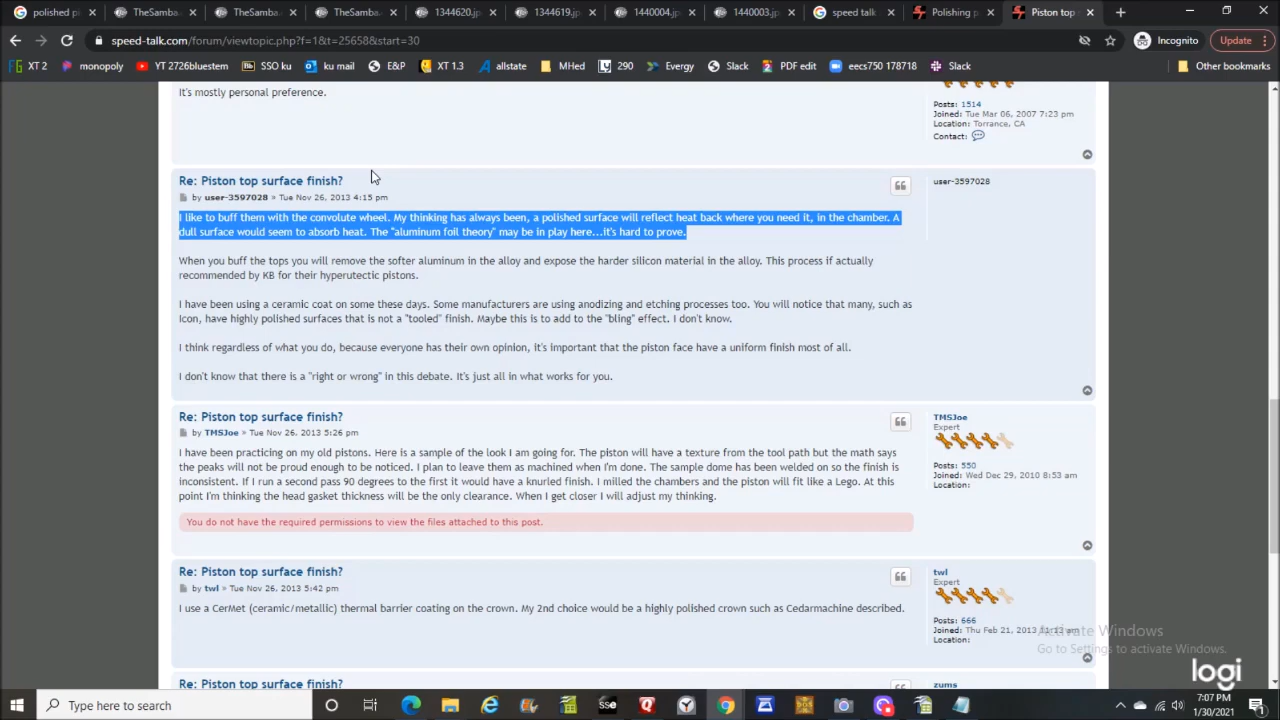 polished pi
TheSamba.
TheSamba.
TheSamba.
1344620.jp
1344619.jp
1440004.jp
1440003.jp
speed talk
Polishing p
Piston top
speed-talk.com/forum/viewtopic.php?f=1&t=25658&start=30
Incognito
Update
XT 2
monopoly
YT 2726bluestem
SSO ku
ku mail
E&P
XT 1.3
allstate
MHed
290
Evergy
Slack
PDF edit
eecs750 178718
Slack
Other bookmarks
It's mostly personal preference.
Posts: 1514
Joined: Tue Mar 06, 2007 7:23 pm
Location: Torrance, CA
Contact:
Re: Piston top surface finish?
by user-3597028 » Tue Nov 26, 2013 4:15 pm
user-3597028
I like to buff them with the convolute wheel. My thinking has always been, a polished surface will reflect heat back where you need it, in the chamber. A
dull surface would seem to absorb heat. The "aluminum foil theory" may be in play here...it's hard to prove.
When you buff the tops you will remove the softer aluminum in the alloy and expose the harder silicon material in the alloy. This process if actually
recommended by KB for their hyperutectic pistons.
I have been using a ceramic coat on some these days. Some manufacturers are using anodizing and etching processes too. You will notice that many, such as
Icon, have highly polished surfaces that is not a "tooled" finish. Maybe this is to add to the "bling" effect. I don't know.
I think regardless of what you do, because everyone has their own opinion, it's important that the piston face have a uniform finish most of all.
I don't know that there is a "right or wrong" in this debate. It's just all in what works for you.
Re: Piston top surface finish?
by TMSJoe » Tue Nov 26, 2013 5:26 pm
TMSJoe
Expert
Posts: 550
Joined: Wed Dec 29, 2010 8:53 am
Location:
I have been practicing on my old pistons. Here is a sample of the look I am going for. The piston will have a texture from the tool path but the math says
the peaks will not be proud enough to be noticed. I plan to leave them as machined when I'm done. The sample dome has been welded on so the finish is
inconsistent. If I run a second pass 90 degrees to the first it would have a knurled finish. I milled the chambers and the piston will fit like a Lego. At this
point I'm thinking the head gasket thickness will be the only clearance. When I get closer I will adjust my thinking.
You do not have the required permissions to view the files attached to this post.
Re: Piston top surface finish?
by twl » Tue Nov 26, 2013 5:42 pm
twl
Expert
Posts: 666
Joined: Thu Feb 21, 2013
Location:
I use a CerMet (ceramic/metallic) thermal barrier coating on the crown. My 2nd choice would be a highly polished crown such as Cedarmachine described.
Activate Windows
Go to Settings to activate Windows.
logi
Re: Piston top surface finish?
zums
Type here to search
SSe
7:07 PM
1/30/2021